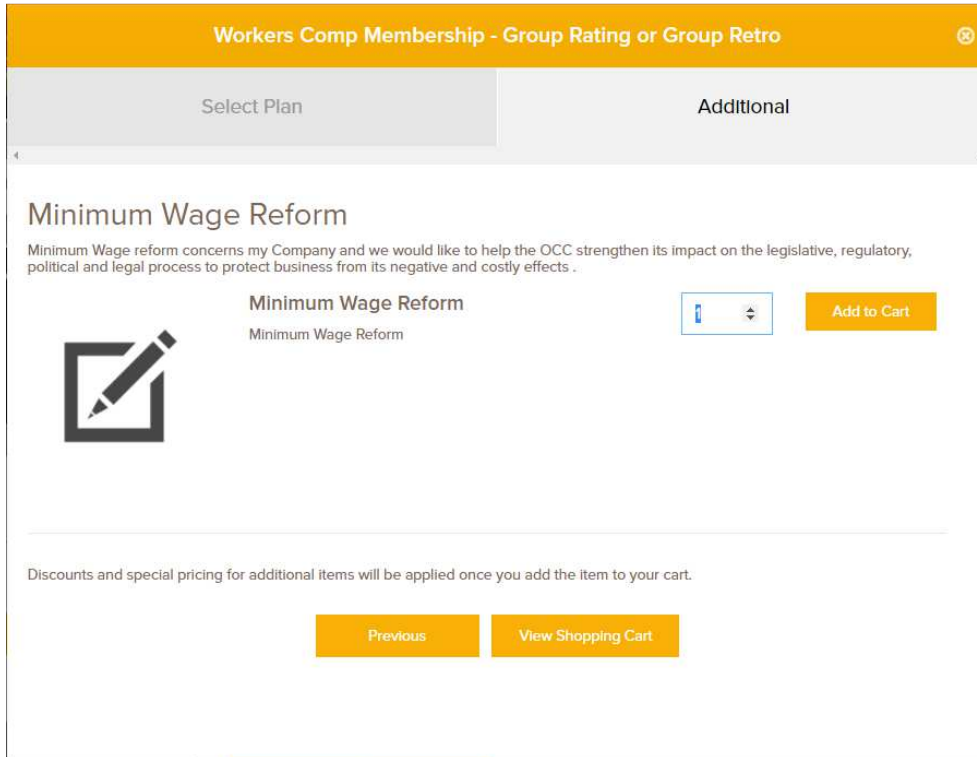 Workers Comp Membership - Group Rating or Group Retro
Select Plan
Additional
Minimum Wage Reform
Minimum Wage reform concerns my Company and we would like to help the OCC strengthen its impact on the legislative, regulatory,
political and legal process to protect business from its negative and costly effects .
Minimum Wage Reform
1
Add to Cart
Minimum Wage Reform
Discounts and special pricing for additional items will be applied once you add the item to your cart.
Previous
View Shopping Cart